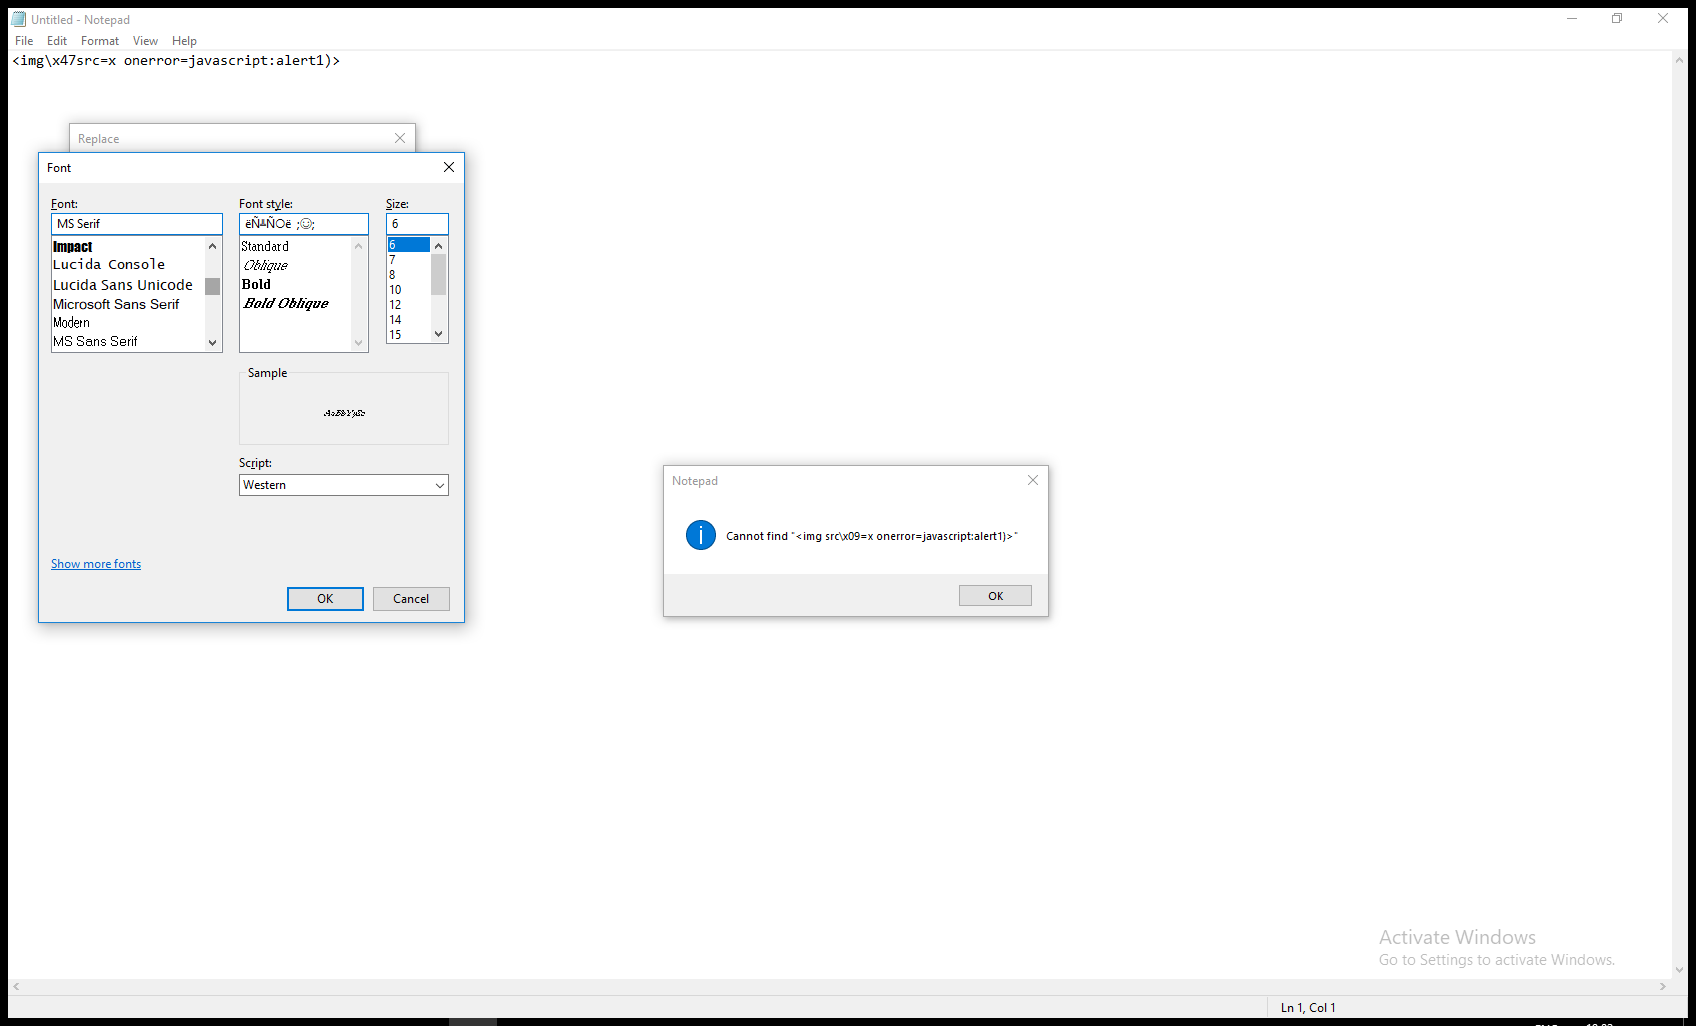 Untitled - Notepad
File Edit Format View Help
<img\x47src=x onerror=javascript:alert1)>
Replace
Font
Font: Font style: Size:
MS Serif
Impact
Lucida Console
Lucida Sans Unicode
Microsoft Sans Serif
Modern
MS Sans Serif
Standard
Oblique
Bold
Bold Oblique
6
6
7
8
10
12
14
15
Sample
AaBbYyZz
Script:
Western
Show more fonts
OK Cancel
Notepad
Cannot find "<img src\x09=x onerror=javascript:alert1)>"
OK
Activate Windows
Go to Settings to activate Windows.
Ln 1, Col 1